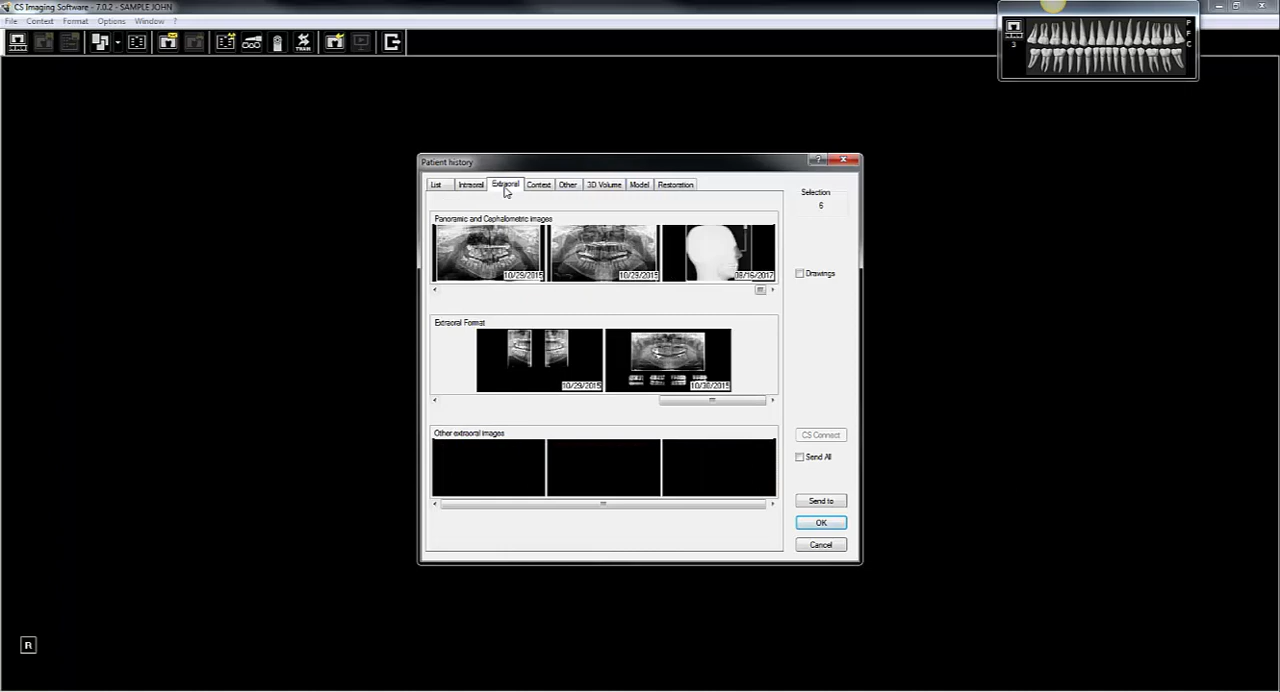 CS Imaging Software - 7.0.2 - SAMPLE JOHN
File Context Format Options Window ?
TRAN
3
P
F
C
Patient history
?
List Intraoral Extraoral Context Other 3D Volume Model Restoration
Selection
6
Panoramic and Cephalometric images
10/29/2015 10/29/2015 08/16/2017
Drawings
Extraoral Format
10/29/2015 10/30/2015
Other extraoral images
CS Connect
Send All
Send to
OK
Cancel
R